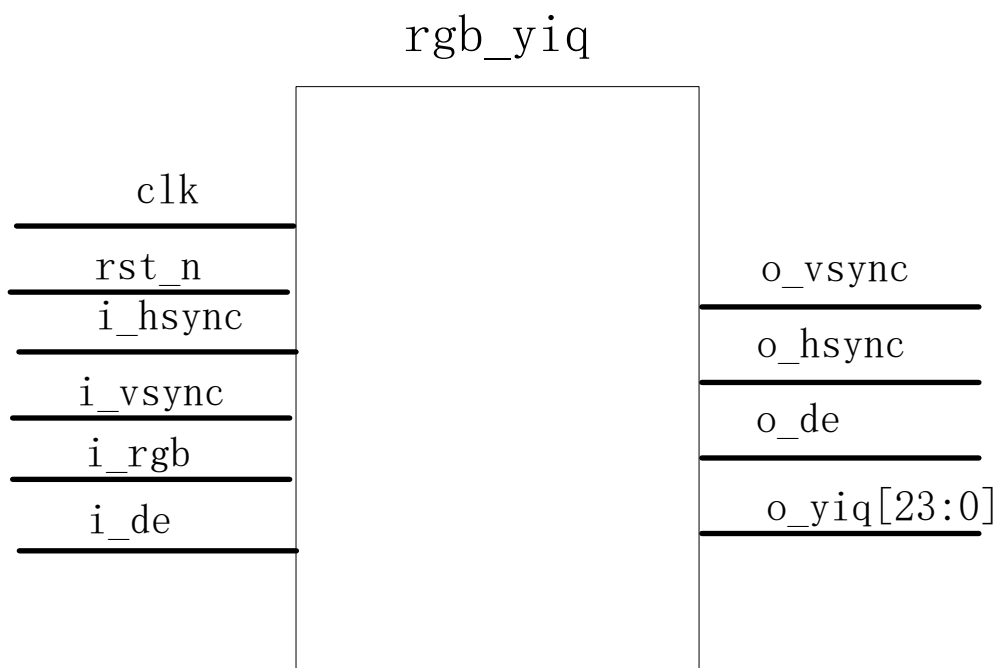 rgb_yiq
clk
rst_n
i_hsync
i_vsync
i_rgb
i_de
o_vsync
o_hsync
o_de
o_yiq[23:0]